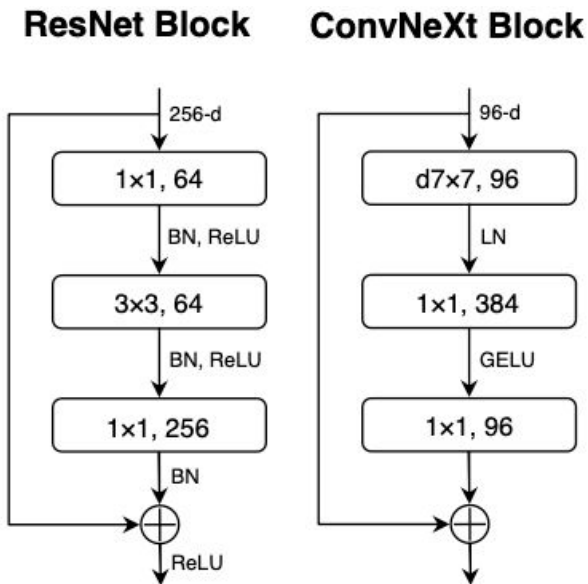 ResNet Block
256-d
1×1, 64
BN, ReLU
3×3, 64
BN, ReLU
1×1, 256
BN
ReLU
ConvNeXt Block
96-d
d7×7, 96
LN
1×1, 384
GELU
1×1, 96